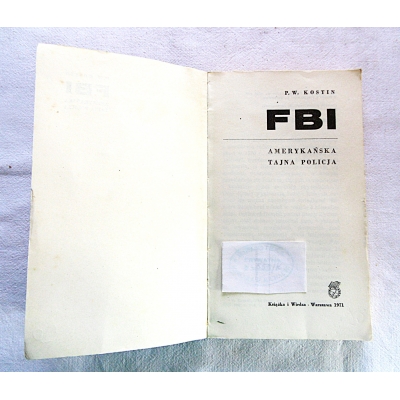 P. W. KOSTIN
FBI
AMERYKAŃSKA
TAJNA POLICJA
Książka i Wiedza · Warszawa 1971